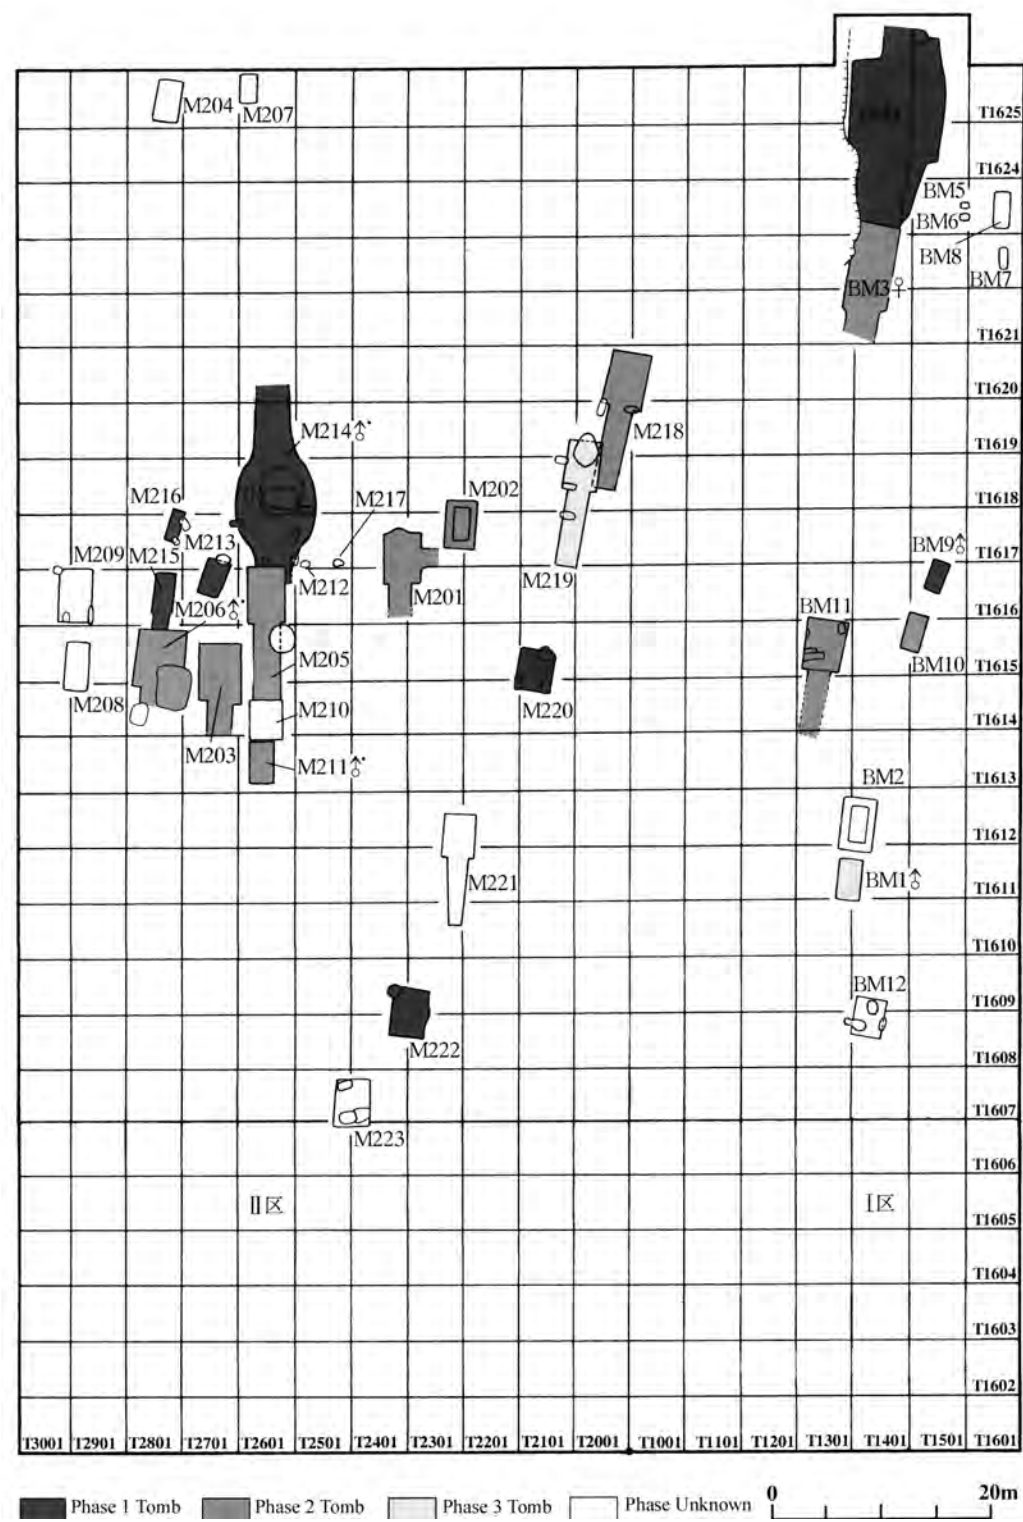 M204
M207
T1625
T1624
BM5
BM6
BM8
BM7
BM3♀
T1621
T1620
M214♂*
M218
T1619
M216
M217
M202
T1618
M209
M213
BM9♂
M215
T1617
M212
M219
M206♂*
M201
BM11
T1616
M205
BM10
T1615
M208
M220
M210
T1614
M203
M211♂*
BM2
T1613
T1612
M221
BM1♂
T1611
T1610
BM12
T1609
M222
T1608
M223
T1607
T1606
II区
I区
T1605
T1604
T1603
T1602
T3001 T2901 T2801 T2701 T2601 T2501 T2401 T2301 T2201 T2101 T2001 T1001 T1101 T1201 T1301 T1401 T1501 T1601
Phase 1 Tomb Phase 2 Tomb Phase 3 Tomb Phase Unknown 0 20m